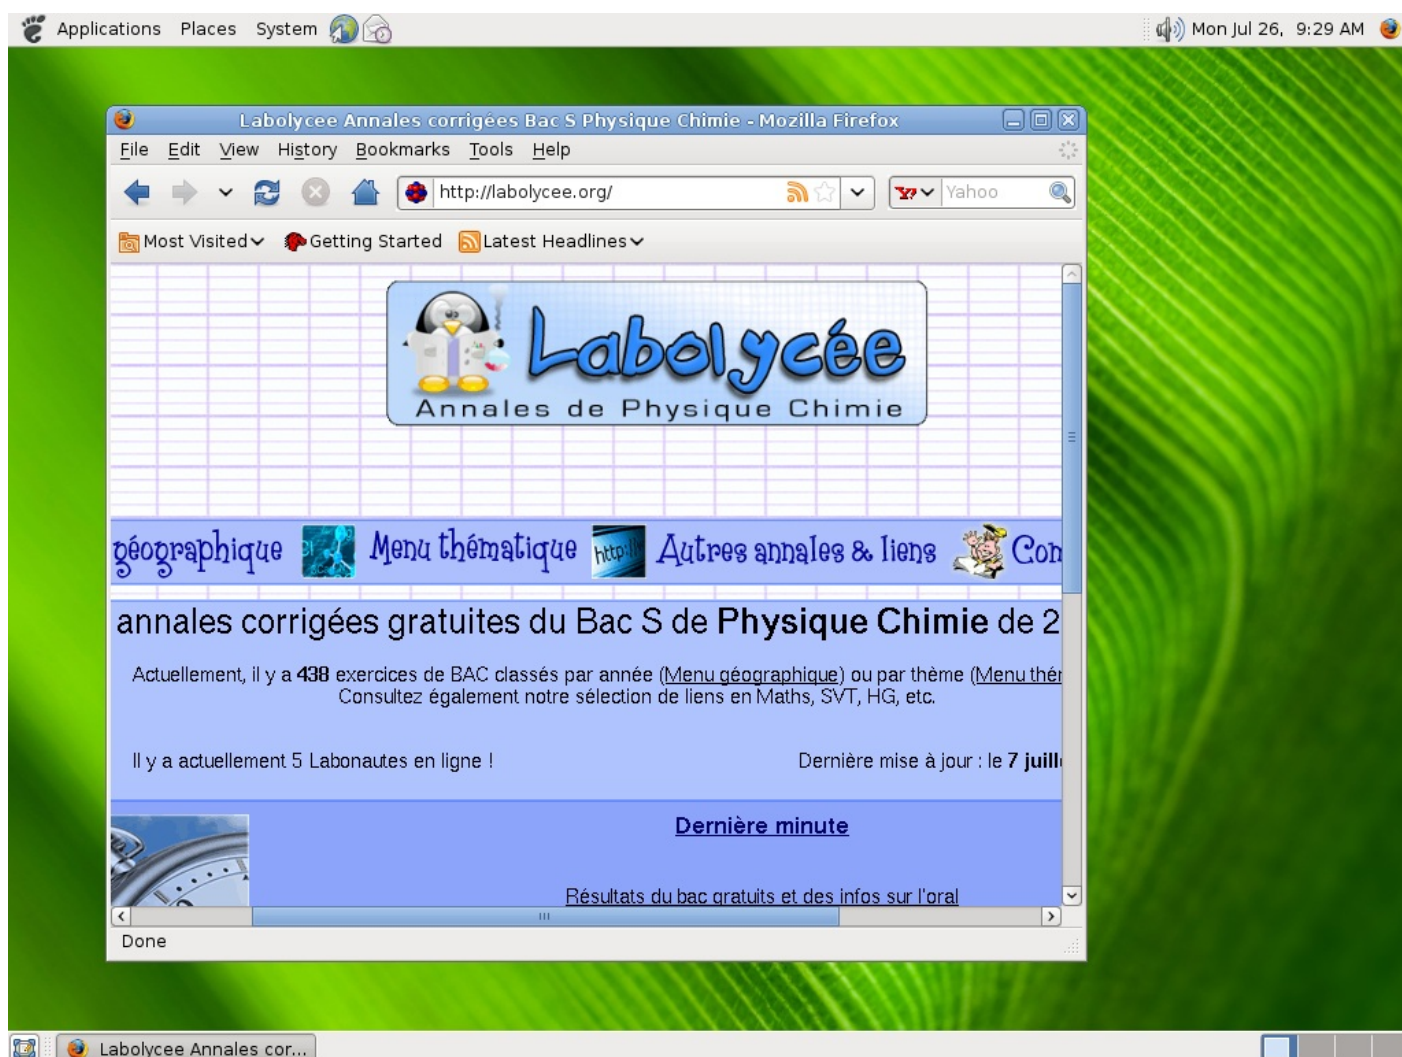 Applications Places System Mon Jul 26, 9:29 AM
Labolycee Annales corrigées Bac S Physique Chimie - Mozilla Firefox
File Edit View History Bookmarks Tools Help
http://labolycee.org/ Yahoo
Most Visited Getting Started Latest Headlines
Labolycée
Annales de Physique Chimie
géographique Menu thématique http:// Autres annales & liens Con
annales corrigées gratuites du Bac S de Physique Chimie de 2
Actuellement, il y a 438 exercices de BAC classés par année (Menu géographique) ou par thème (Menu thé
Consultez également notre sélection de liens en Maths, SVT, HG, etc.
Il y a actuellement 5 Labonautes en ligne ! Dernière mise à jour : le 7 juill
Dernière minute
Résultats du bac gratuits et des infos sur l'oral
Done
Labolycee Annales cor...